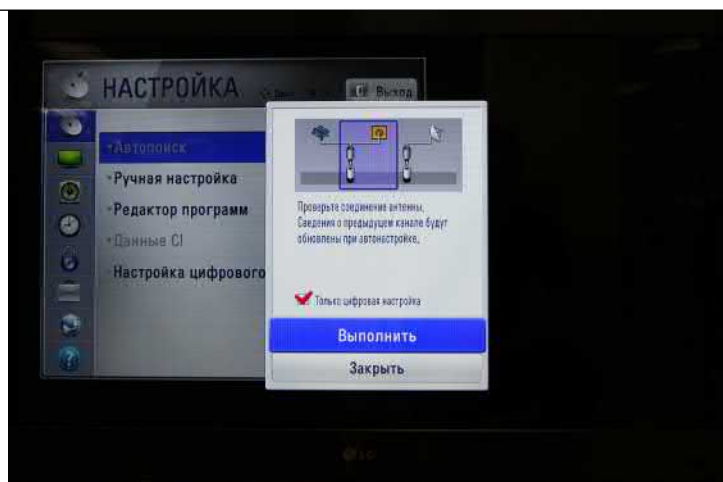 НАСТРОЙКА
Выход
Автопоиск
Ручная настройка
Редактор программ
Данные CI
Настройка цифрового
Проверьте соединение антенны.
Сведения о предыдущем канале будут
обновлены при автонастройке.
Только цифровая настройка
Выполнить
Закрыть
LG